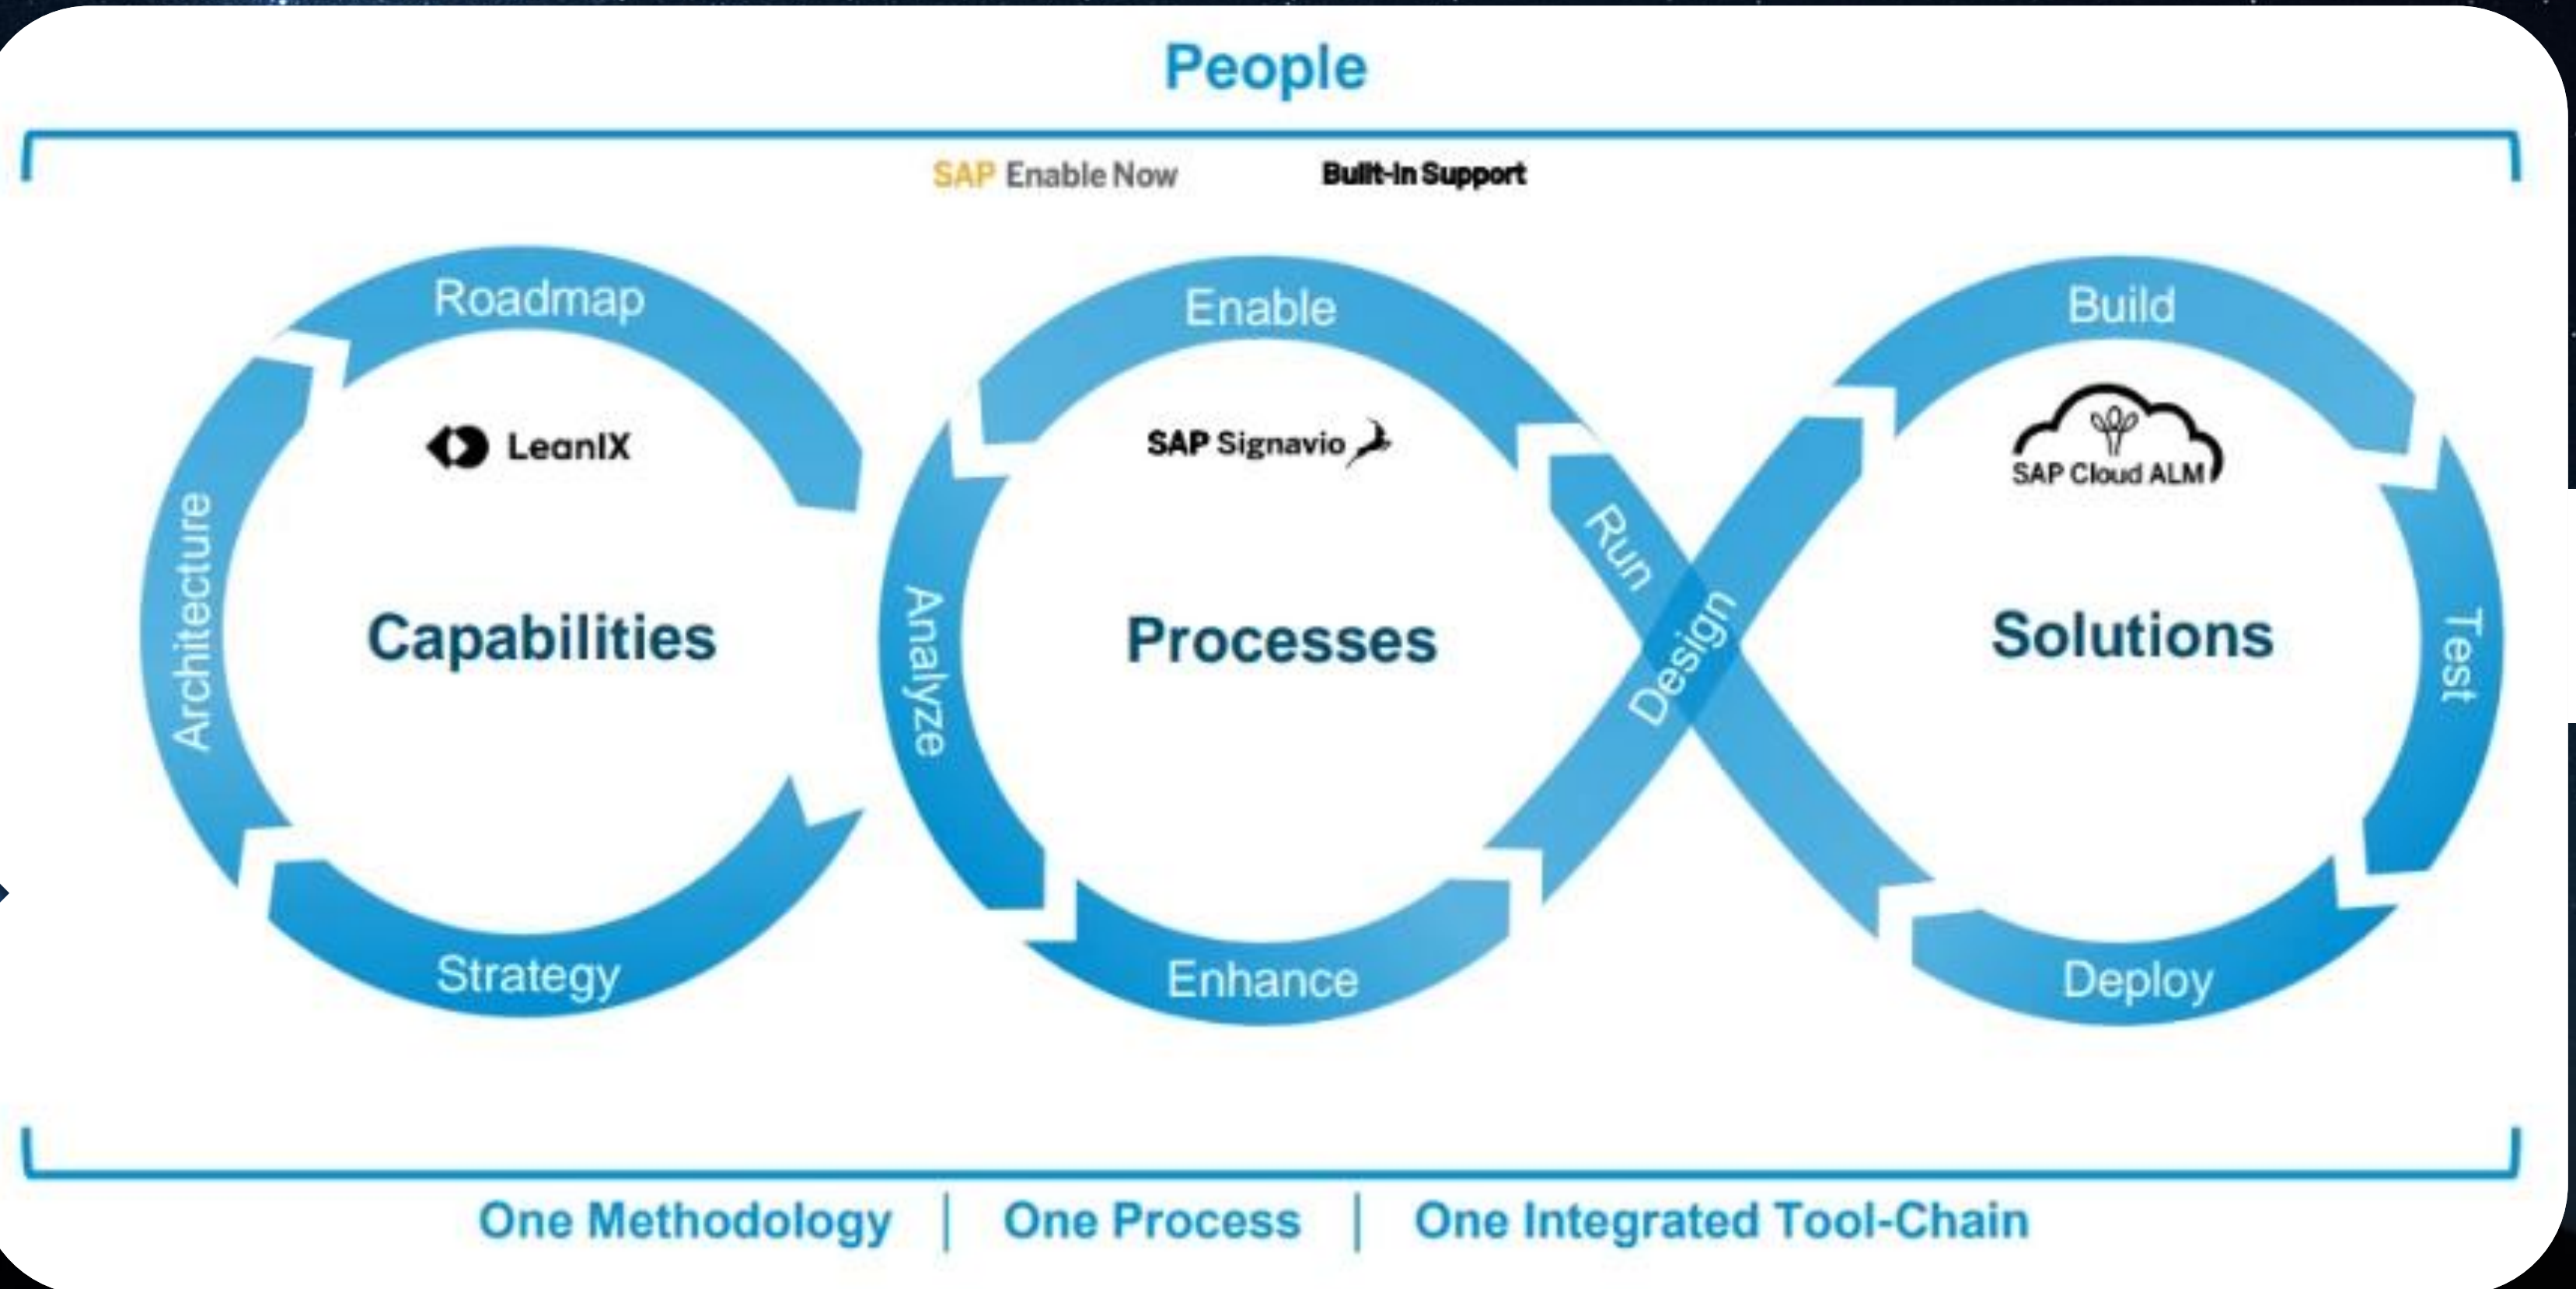 People
SAP Enable Now
Built-In Support
Roadmap
Architecture
LeanIX
Capabilities
Strategy
Enable
Analyze
SAP Signavio
Processes
Enhance
Run
Design
Build
SAP Cloud ALM
Solutions
Test
Deploy
One Methodology | One Process | One Integrated Tool-Chain